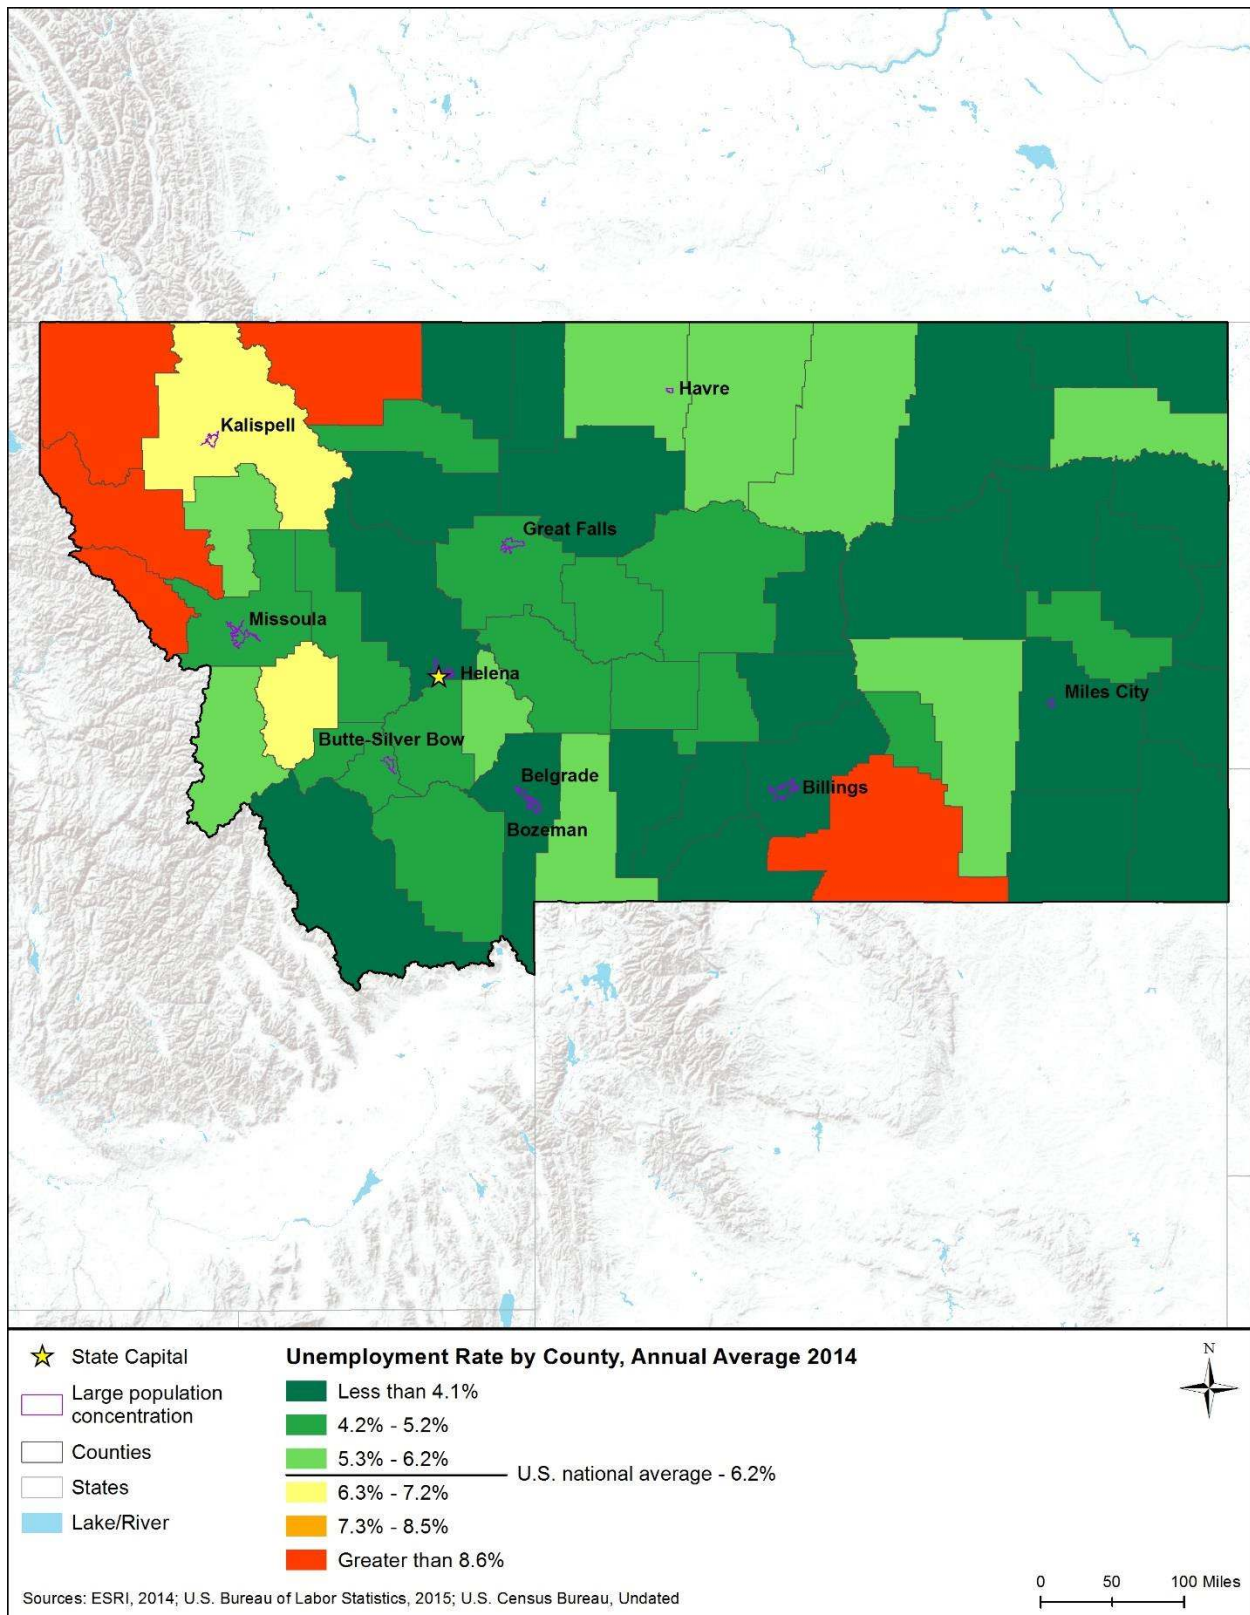 Havre
Kalispell
Great Falls
Missoula
Helena
Miles City
Butte-Silver Bow
Belgrade
Billings
Bozeman
State Capital
Large population
concentration
Counties
States
Lake/River
Unemployment Rate by County, Annual Average 2014
Less than 4.1%
4.2% - 5.2%
5.3% - 6.2%
U.S. national average - 6.2%
6.3% - 7.2%
7.3% - 8.5%
Greater than 8.6%
N
0 50 100 Miles
Sources: ESRI, 2014; U.S. Bureau of Labor Statistics, 2015; U.S. Census Bureau, Undated